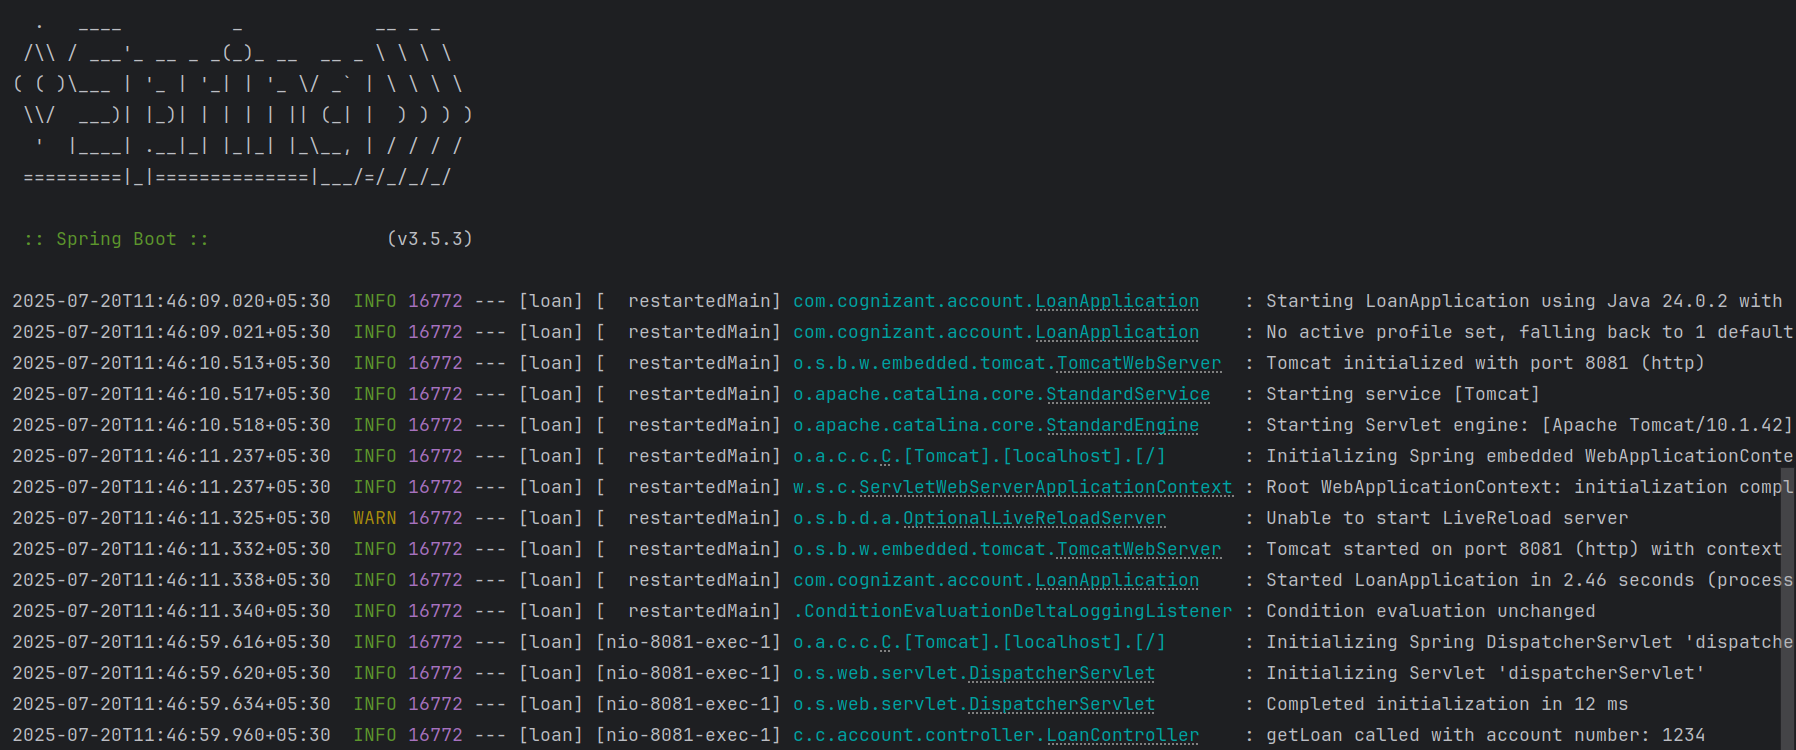 .   ____          _            __ _ _
 /\\ / ___'_ __ _ _(_)_ __  __ _ \ \ \ \
( ( )\___ | '_ | '_| | '_ \/ _` | \ \ \ \
 \\/  ___)| |_)| | | | | || (_| |  ) ) ) )
  '  |____| .__|_| |_|_| |_\__, | / / / /
 =========|_|==============|___/=/_/_/_/

 :: Spring Boot ::                (v3.5.3)

2025-07-20T11:46:09.020+05:30  INFO 16772 --- [loan] [  restartedMain] com.cognizant.account.LoanApplication    : Starting LoanApplication using Java 24.0.2 with
2025-07-20T11:46:09.021+05:30  INFO 16772 --- [loan] [  restartedMain] com.cognizant.account.LoanApplication    : No active profile set, falling back to 1 default
2025-07-20T11:46:10.513+05:30  INFO 16772 --- [loan] [  restartedMain] o.s.b.w.embedded.tomcat.TomcatWebServer  : Tomcat initialized with port 8081 (http)
2025-07-20T11:46:10.517+05:30  INFO 16772 --- [loan] [  restartedMain] o.apache.catalina.core.StandardService   : Starting service [Tomcat]
2025-07-20T11:46:10.518+05:30  INFO 16772 --- [loan] [  restartedMain] o.apache.catalina.core.StandardEngine    : Starting Servlet engine: [Apache Tomcat/10.1.42]
2025-07-20T11:46:11.237+05:30  INFO 16772 --- [loan] [  restartedMain] o.a.c.c.C.[Tomcat].[localhost].[/]       : Initializing Spring embedded WebApplicationConte
2025-07-20T11:46:11.237+05:30  INFO 16772 --- [loan] [  restartedMain] w.s.c.ServletWebServerApplicationContext : Root WebApplicationContext: initialization compl
2025-07-20T11:46:11.325+05:30  WARN 16772 --- [loan] [  restartedMain] o.s.b.d.a.OptionalLiveReloadServer       : Unable to start LiveReload server
2025-07-20T11:46:11.332+05:30  INFO 16772 --- [loan] [  restartedMain] o.s.b.w.embedded.tomcat.TomcatWebServer  : Tomcat started on port 8081 (http) with context
2025-07-20T11:46:11.338+05:30  INFO 16772 --- [loan] [  restartedMain] com.cognizant.account.LoanApplication    : Started LoanApplication in 2.46 seconds (process
2025-07-20T11:46:11.340+05:30  INFO 16772 --- [loan] [  restartedMain] .ConditionEvaluationDeltaLoggingListener : Condition evaluation unchanged
2025-07-20T11:46:59.616+05:30  INFO 16772 --- [loan] [nio-8081-exec-1] o.a.c.c.C.[Tomcat].[localhost].[/]       : Initializing Spring DispatcherServlet 'dispatche
2025-07-20T11:46:59.620+05:30  INFO 16772 --- [loan] [nio-8081-exec-1] o.s.web.servlet.DispatcherServlet        : Initializing Servlet 'dispatcherServlet'
2025-07-20T11:46:59.634+05:30  INFO 16772 --- [loan] [nio-8081-exec-1] o.s.web.servlet.DispatcherServlet        : Completed initialization in 12 ms
2025-07-20T11:46:59.960+05:30  INFO 16772 --- [loan] [nio-8081-exec-1] c.c.account.controller.LoanController    : getLoan called with account number: 1234